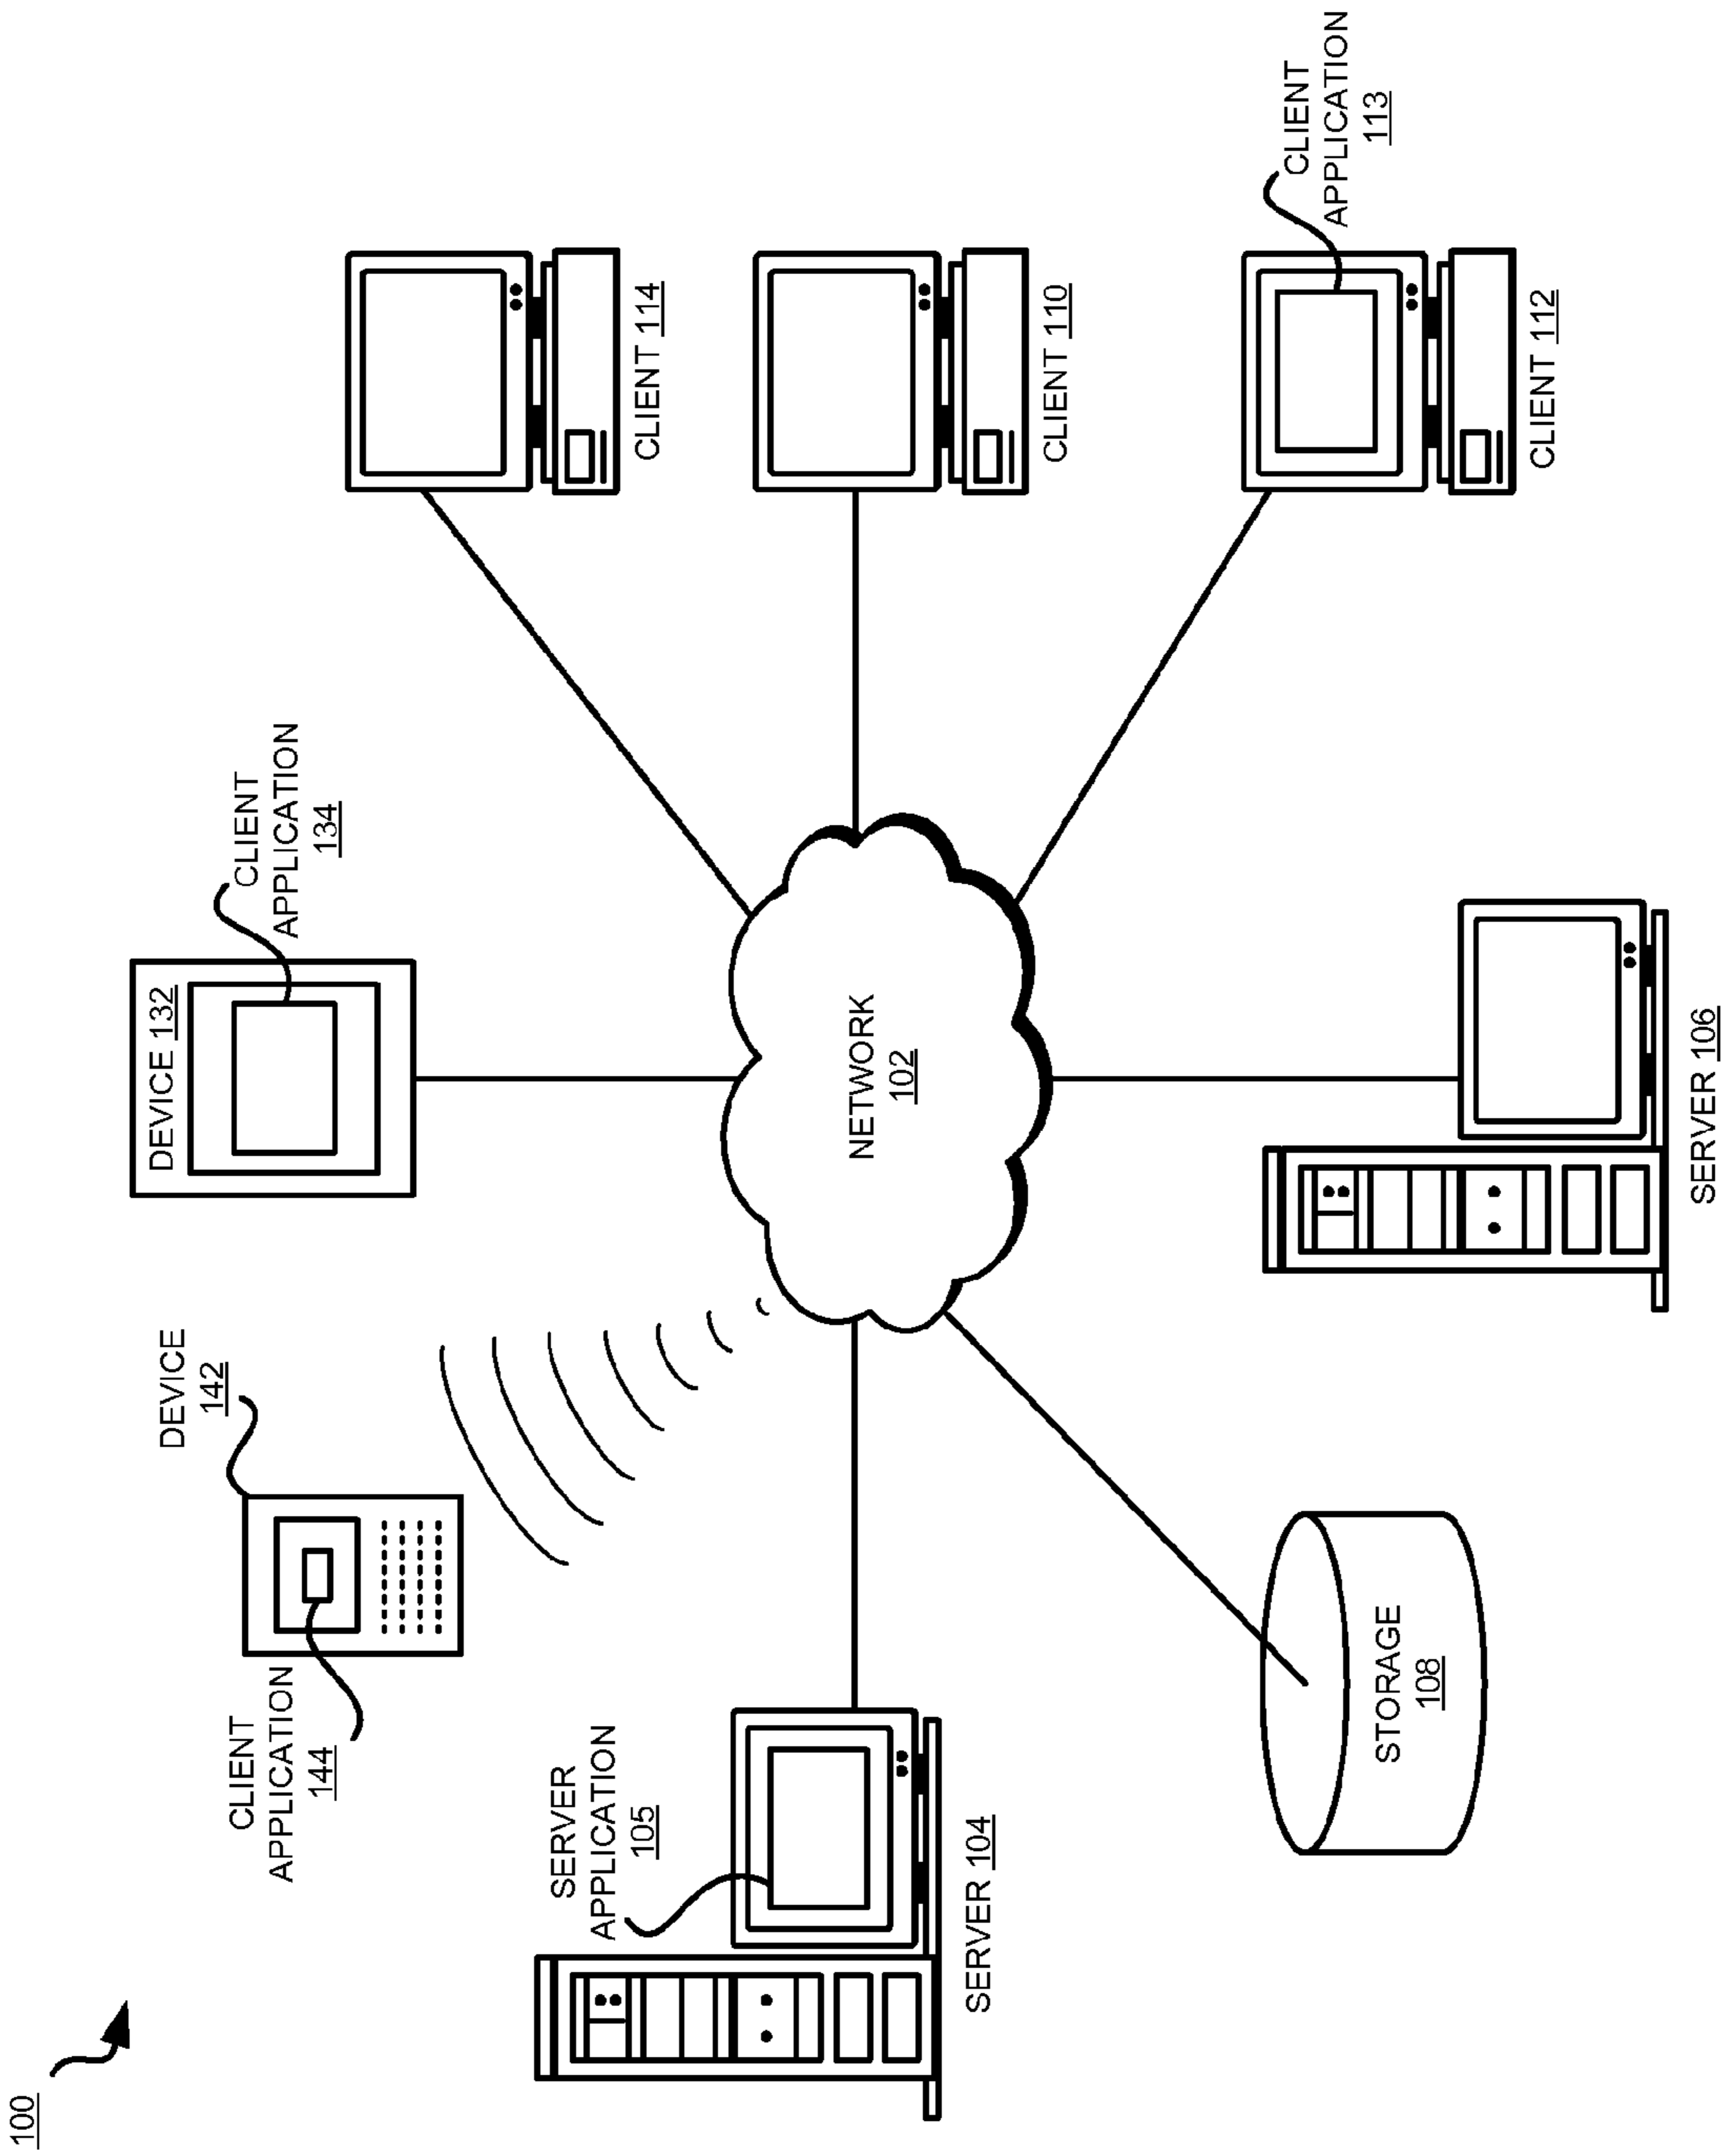 100
DEVICE
142
CLIENT
APPLICATION
144
DEVICE 132
CLIENT
APPLICATION
134
SERVER
APPLICATION
105
SERVER 104
NETWORK
102
CLIENT 114
CLIENT 110
STORAGE
108
SERVER 106
CLIENT
APPLICATION
113
CLIENT 112